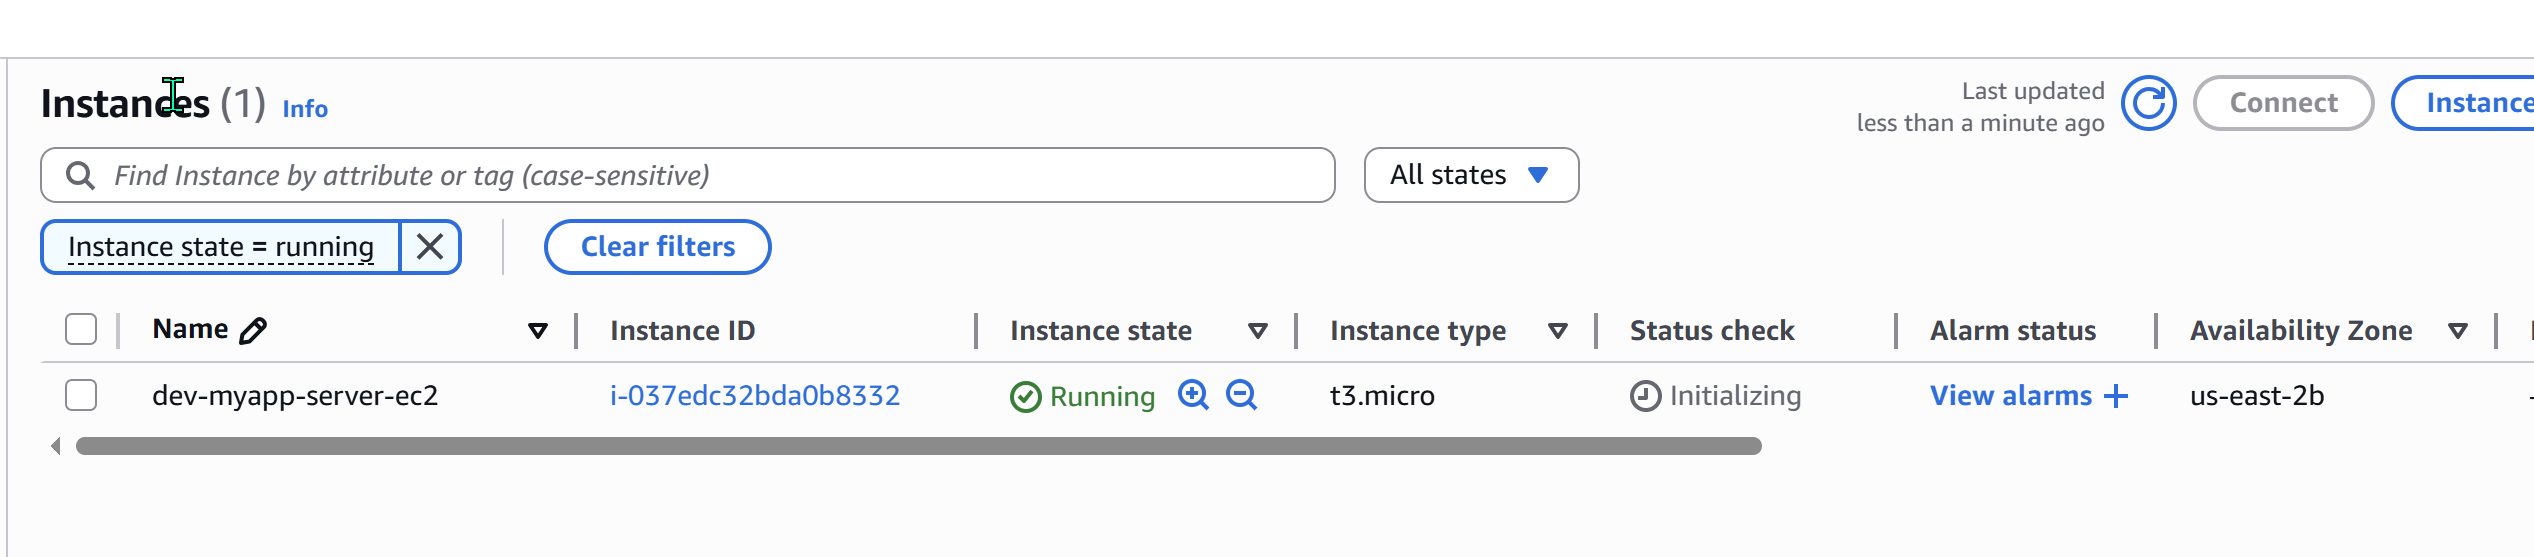 Instances (1) Info
Last updated
less than a minute ago
Connect
Instance
Find Instance by attribute or tag (case-sensitive)
All states
Instance state = running
Clear filters
Name Instance ID Instance state Instance type Status check Alarm status Availability Zone
dev-myapp-server-ec2 i-037edc32bda0b8332 Running t3.micro Initializing View alarms + us-east-2b